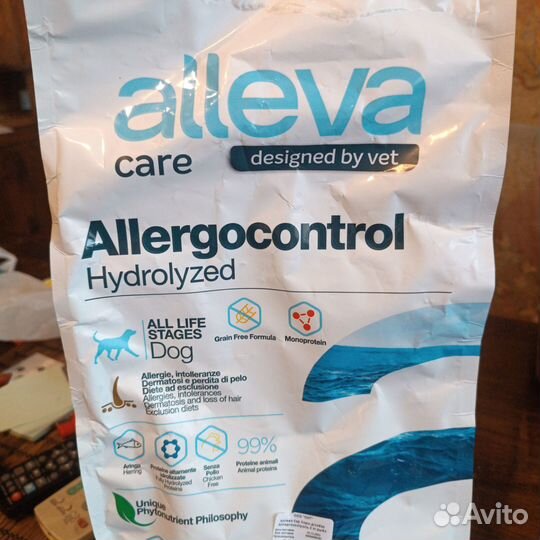 alleva
care
designed by vet
Allergocontrol
Hydrolyzed
ALL LIFE
STAGES
Dog
Grain Free Formula
Monoprotein
Allergie, intolleranze
Dermatosi e perdita di pelo
Diete ad esclusione
Allergies, intolerances
Dermatosis and loss of hair
Exclusion diets
Aringa
Herring
Proteine altamente
idrolizzate
Fully Hydrolyzed
Proteins
Senza
Pollo
Chicken
Free
99%
Proteine animali
Animal proteins
Unique
Phytonutrient Philosophy
Avito